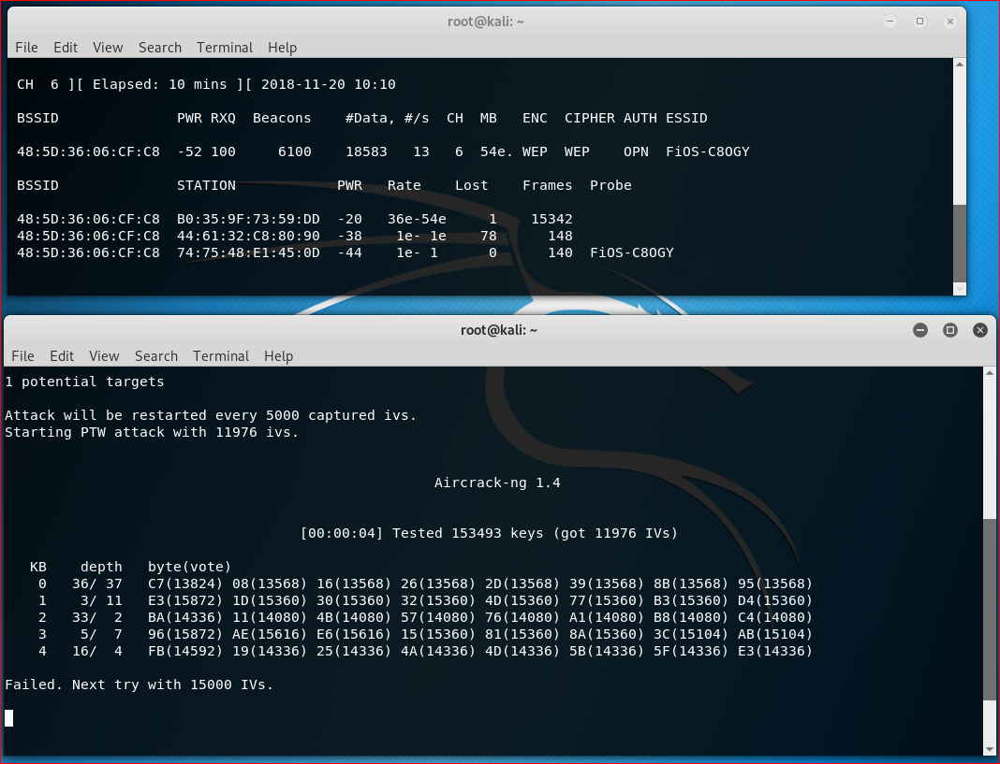 root@kali: ~
File Edit View Search Terminal Help
CH 6 ][ Elapsed: 10 mins ][ 2018-11-20 10:10
BSSID PWR RXQ Beacons #Data, #/s CH MB ENC CIPHER AUTH ESSID
48:5D:36:06:CF:C8 -52 100 6100 18583 13 6 54e. WEP WEP OPN FiOS-C8OGY
BSSID STATION PWR Rate Lost Frames Probe
48:5D:36:06:CF:C8 B0:35:9F:73:59:DD -20 36e-54e 1 15342
48:5D:36:06:CF:C8 44:61:32:C8:80:90 -38 1e- 1e 78 148
48:5D:36:06:CF:C8 74:75:48:E1:45:0D -44 1e- 1 0 140 FiOS-C8OGY
root@kali: ~
File Edit View Search Terminal Help
1 potential targets
Attack will be restarted every 5000 captured ivs.
Starting PTW attack with 11976 ivs.
Aircrack-ng 1.4
[00:00:04] Tested 153493 keys (got 11976 IVs)
KB depth byte(vote)
0 36/ 37 C7(13824) 08(13568) 16(13568) 26(13568) 2D(13568) 39(13568) 8B(13568) 95(13568)
1 3/ 11 E3(15872) 1D(15360) 30(15360) 32(15360) 4D(15360) 77(15360) B3(15360) D4(15360)
2 33/ 2 BA(14336) 11(14080) 4B(14080) 57(14080) 76(14080) A1(14080) B8(14080) C4(14080)
3 5/ 7 96(15872) AE(15616) E6(15616) 15(15360) 81(15360) 8A(15360) 3C(15104) AB(15104)
4 16/ 4 FB(14592) 19(14336) 25(14336) 4A(14336) 4D(14336) 5B(14336) 5F(14336) E3(14336)
Failed. Next try with 15000 IVs.